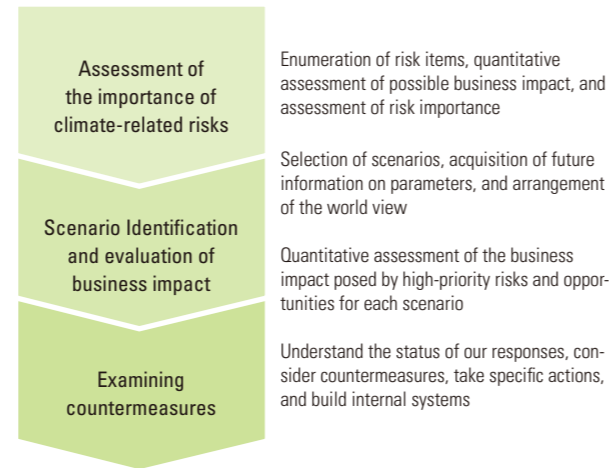 Assessment of
the importance of
climate-related risks
Enumeration of risk items, quantitative
assessment of possible business impact, and
assessment of risk importance
Scenario Identification
and evaluation of
business impact
Selection of scenarios, acquisition of future
information on parameters, and arrangement
of the world view
Quantitative assessment of the business
impact posed by high-priority risks and oppor-
tunities for each scenario
Examining
countermeasures
Understand the status of our responses, con-
sider countermeasures, take specific actions,
and build internal systems